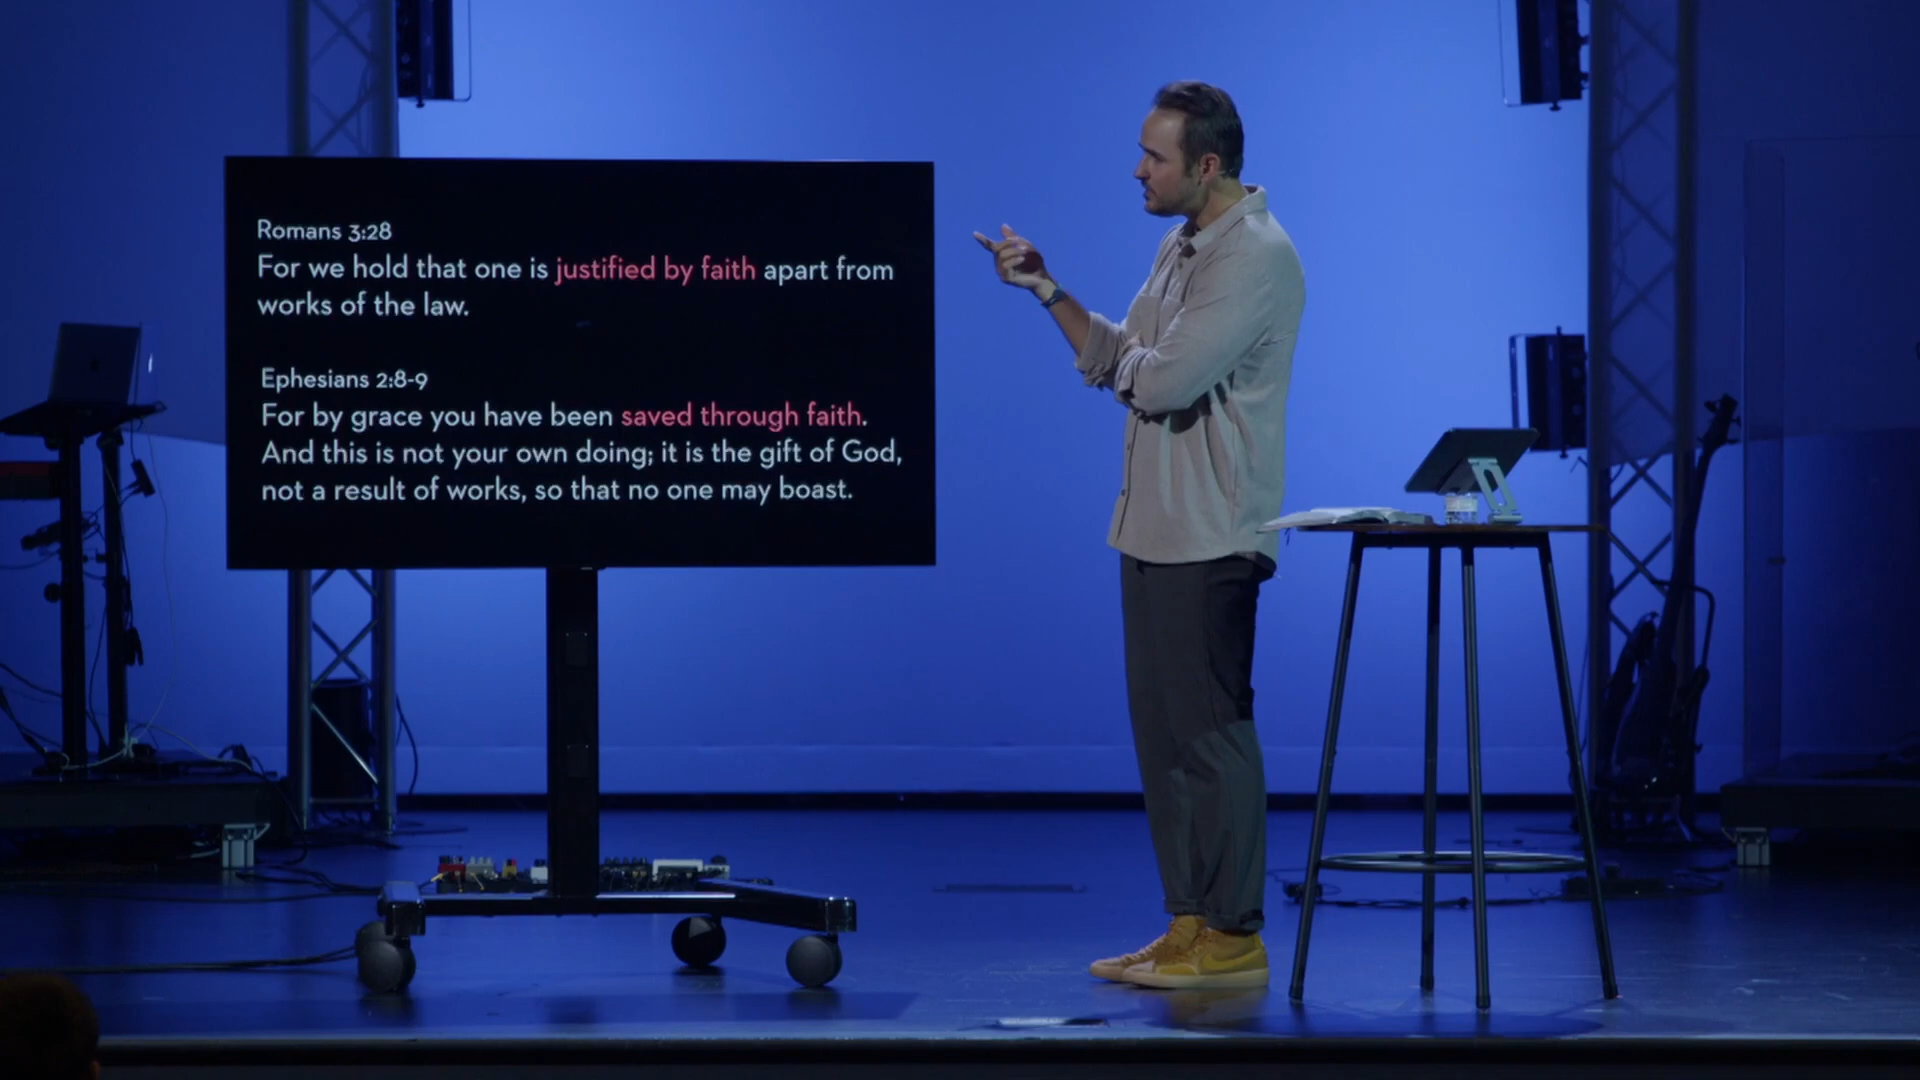 Romans 3:28
For we hold that one is justified by faith apart from
works of the law.
Ephesians 2:8-9
For by grace you have been saved through faith.
And this is not your own doing; it is the gift of God,
not a result of works, so that no one may boast.